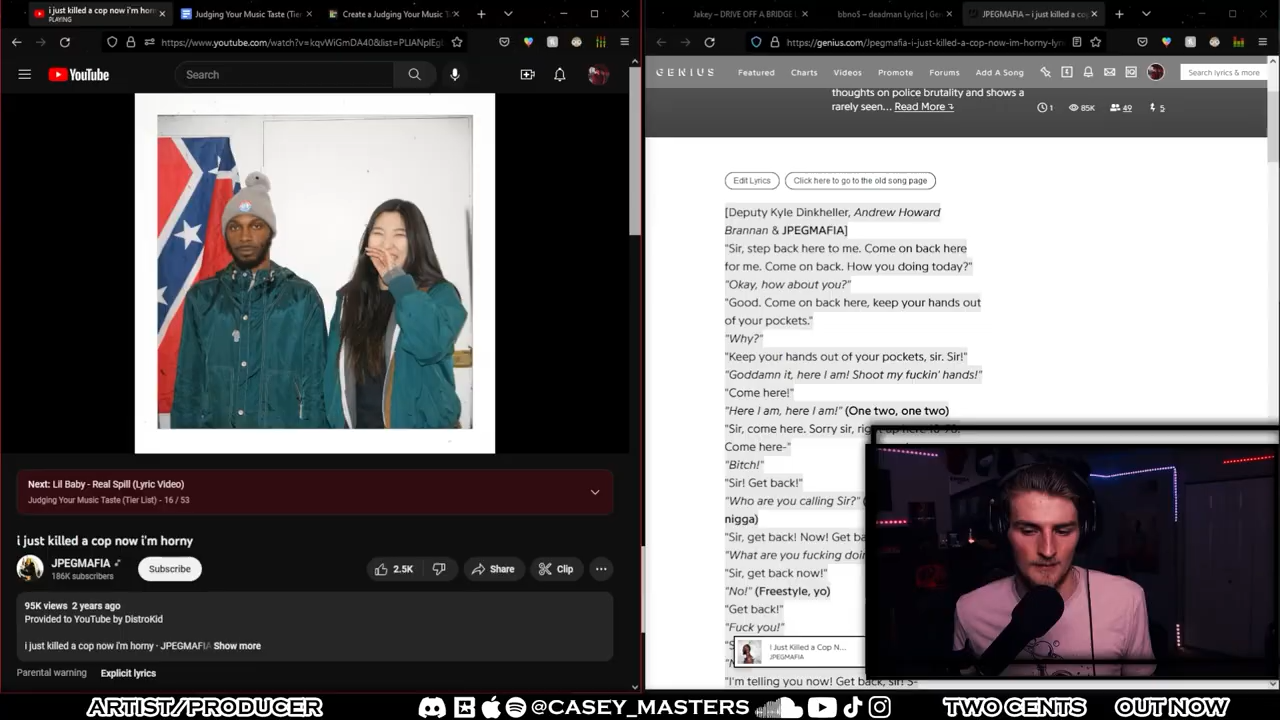 i just killed a cop now i'm horny
PLAYING
Judging Your Music Taste (Tier
Create a Judging Your Music
https://www.youtube.com/watch?v=kqvWiGmDA40&list=PLIANpIEg
YouTube
Search
Next: Lil Baby - Real Spill (Lyric Video)
Judging Your Music Taste (Tier List) - 16 / 53
i just killed a cop now i'm horny
JPEGMAFIA
186K subscribers
Subscribe
2.5K
Share
Clip
95K views 2 years ago
Provided to YouTube by DistroKid
i just killed a cop now i'm horny · JPEGMAFIA Show more
Parental warning
Explicit lyrics
Jakey – DRIVE OFF A BRIDGE
bbno$ – deadman Lyrics | Ge
JPEGMAFIA – i just killed a co
https://genius.com/Jpegmafia-i-just-killed-a-cop-now-im-horny-lyr
GENIUS
Featured
Charts
Videos
Promote
Forums
Add A Song
Search lyrics & more
thoughts on police brutality and shows a
rarely seen... Read More
1
85K
49
5
Edit Lyrics
Click here to go to the old song page
[Deputy Kyle Dinkheller, Andrew Howard
Brannan & JPEGMAFIA]
"Sir, step back here to me. Come on back here
for me. Come on back. How you doing today?"
"Okay, how about you?"
"Good. Come on back here, keep your hands out
of your pockets."
"Why?"
"Keep your hands out of your pockets, sir. Sir!"
"Goddamn it, here I am! Shoot my fuckin' hands!"
"Come here!"
"Here I am, here I am!" (One two, one two)
"Sir, come here. Sorry sir, right up here 10-78.
Come here-"
"Bitch!"
"Sir! Get back!"
"Who are you calling Sir?" (
nigga)
"Sir, get back! Now! Get ba
"What are you fucking doin
"Sir, get back now!"
"No!" (Freestyle, yo)
"Get back!"
"Fuck you!"
I Just Killed a Cop N...
JPEGMAFIA
"I'm telling you now! Get back, sir! S-
ARTIST/PRODUCER
@CASEY_MASTERS
TWO CENTS
OUT NOW